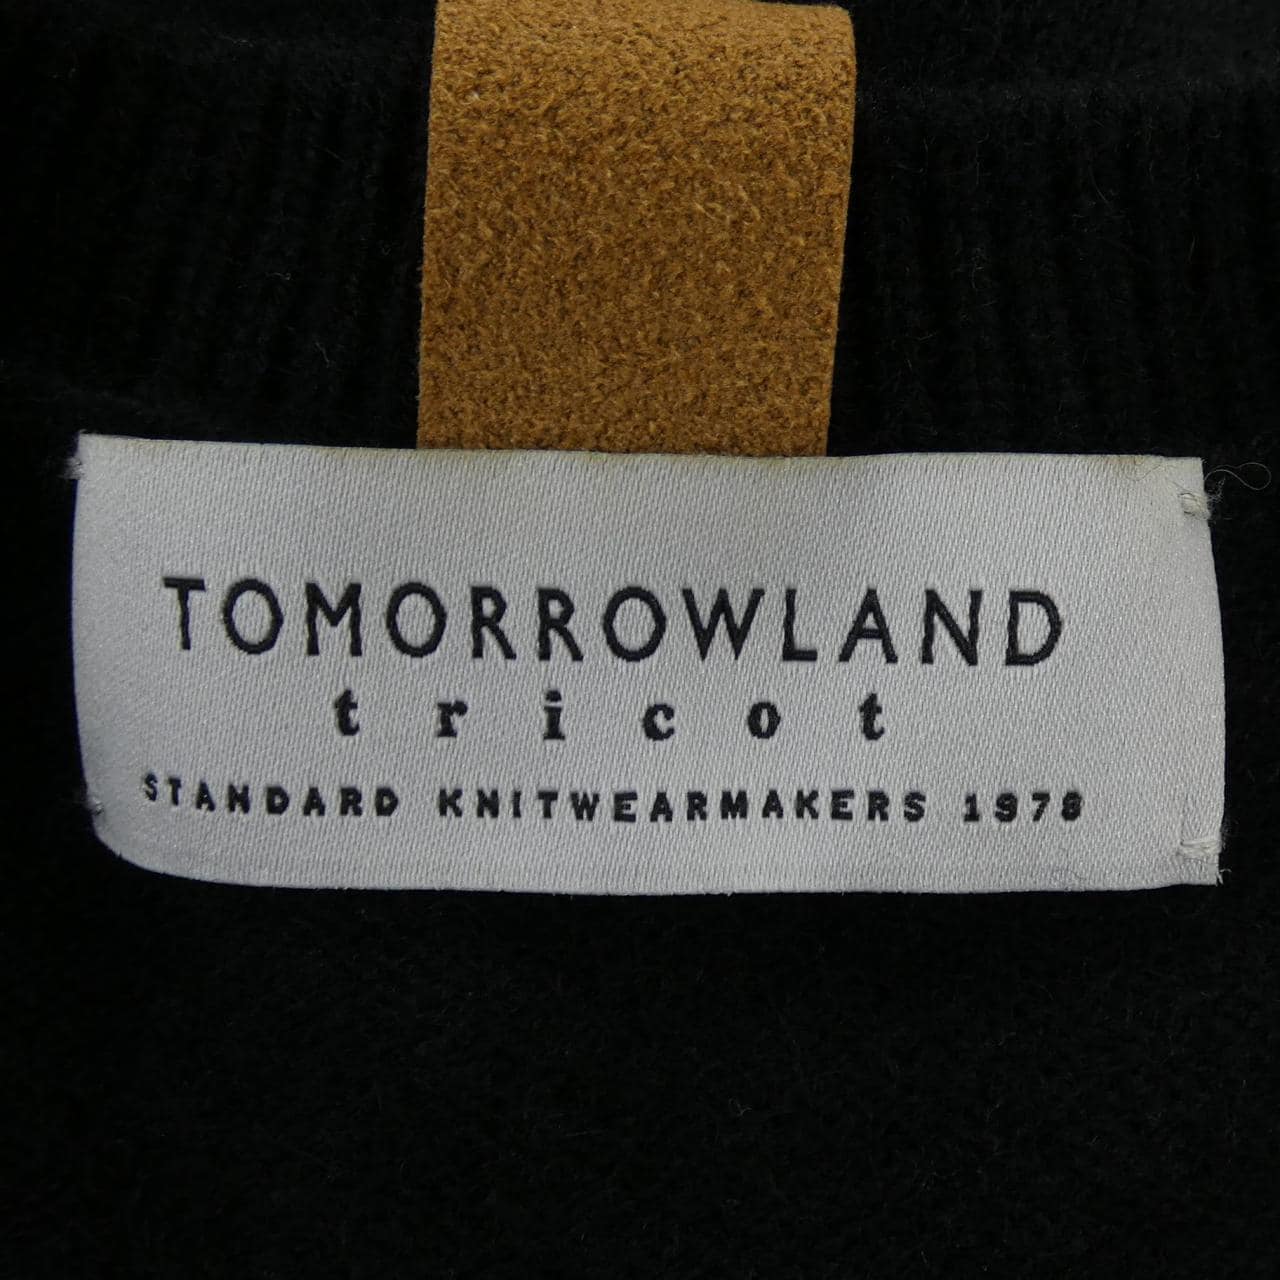 TOMORROWLAND
tricot
STANDARD KNITWEARMAKERS 1978